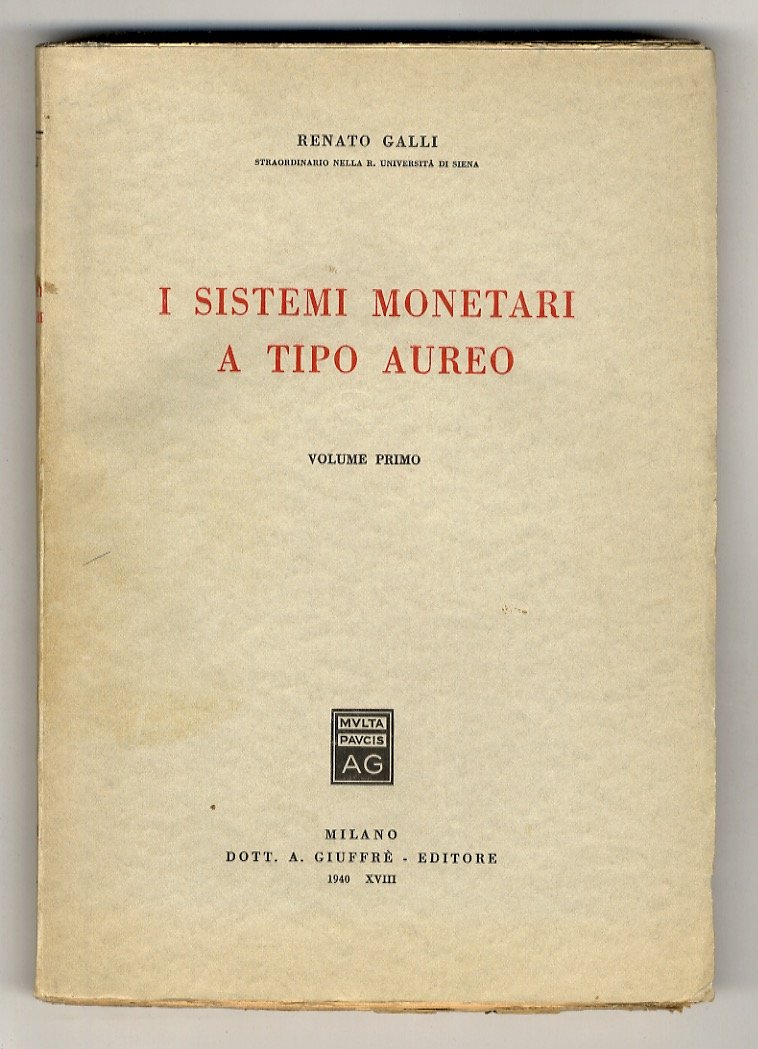 RENATO GALLI
STRAORDINARIO NELLA R. UNIVERSITÀ DI SIENA
I SISTEMI MONETARI
A TIPO AUREO
VOLUME PRIMO
MVLTA
PAVCIS
AG
MILANO
DOTT. A. GIUFFRÈ - EDITORE
1940 XVIII